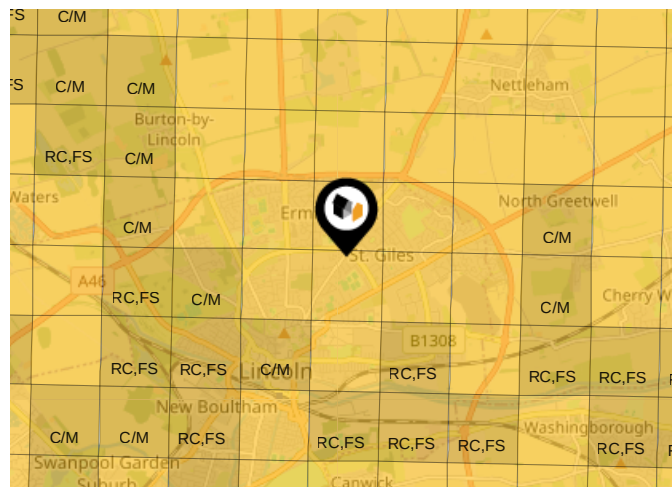 FS
C/M
FS
C/M
C/M
Nettleham
Burton-by-
Lincoln
RC,FS
C/M
Waters
North Greetwell
Erm
C/M
C/M
St. Giles
A46
RC,FS
C/M
Cherry W
C/M
B1308
RC,FS
RC,FS
Lincoln
C/M
RC,FS
RC,FS
RC,FS
New Boultham
Washingborough
C/M
C/M
RC,FS
RC,FS
RC,FS
RC,FS
RC,FS
Swanpool Garden
Suburb
Canwick